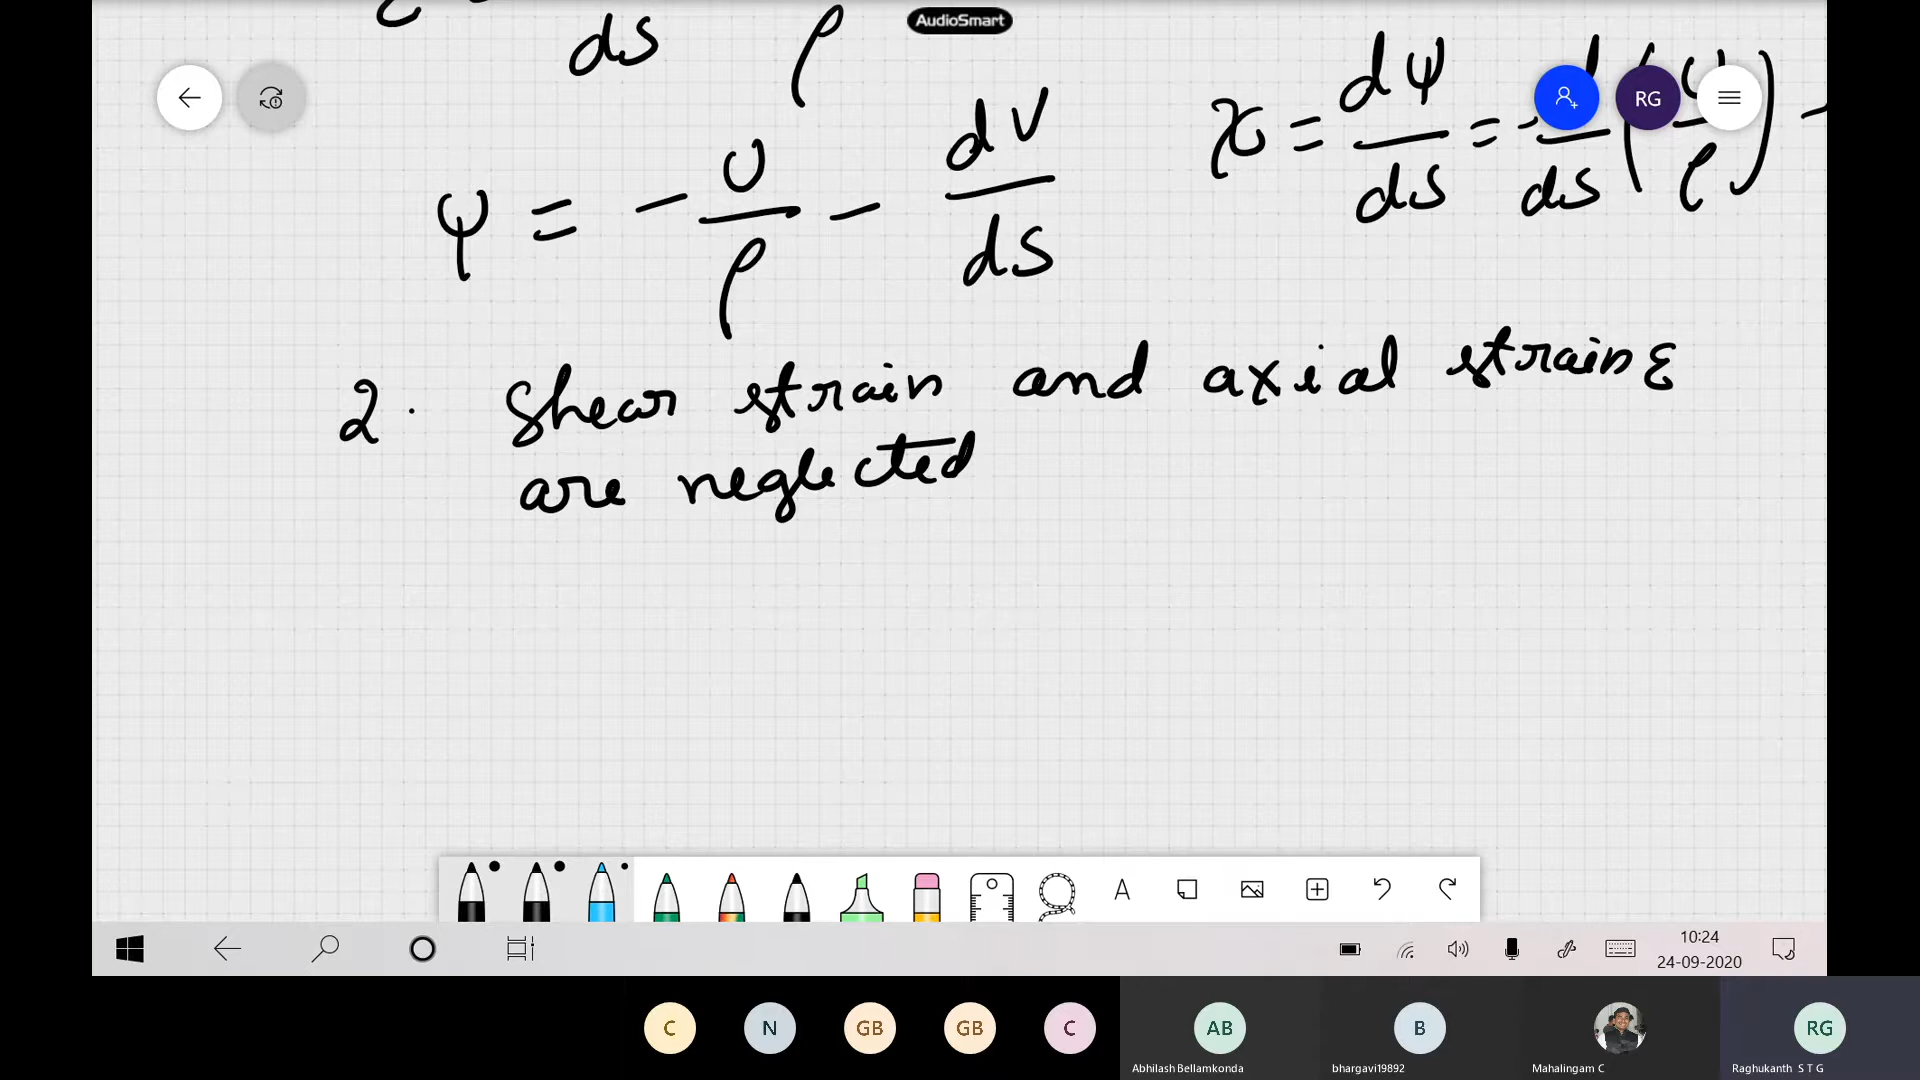 AudioSmart
ds ρ
ψ = - U/ρ - dV/ds
χ = dψ/ds = d/ds (U/ρ) -
RG
2. Shear strain and axial strain ε
are neglected
A
10:24
24-09-2020
C N GB GB C AB B RG
Abhilash Bellamkonda bhargavi19892 Mahalingam C Raghukanth S T G